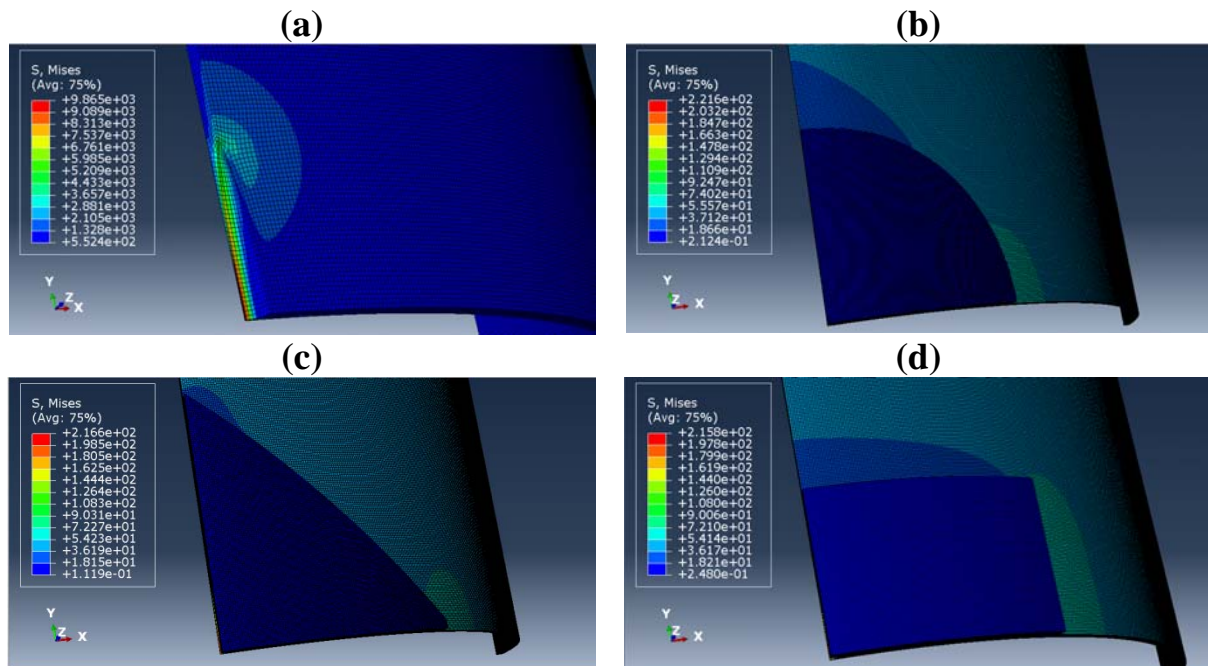 (a)
S, Mises
(Avg: 75%)
+9.865e+03
+9.089e+03
+8.313e+03
+7.537e+03
+6.761e+03
+5.985e+03
+5.209e+03
+4.433e+03
+3.657e+03
+2.881e+03
+2.105e+03
+1.328e+03
+5.524e+02
Y
Z
X
(b)
S, Mises
(Avg: 75%)
+2.216e+02
+2.032e+02
+1.847e+02
+1.663e+02
+1.478e+02
+1.294e+02
+1.109e+02
+9.247e+01
+7.402e+01
+5.557e+01
+3.712e+01
+1.866e+01
+2.124e-01
Y
Z
X
(c)
S, Mises
(Avg: 75%)
+2.166e+02
+1.985e+02
+1.805e+02
+1.625e+02
+1.444e+02
+1.264e+02
+1.083e+02
+9.031e+01
+7.227e+01
+5.423e+01
+3.619e+01
+1.815e+01
+1.119e-01
Y
Z
X
(d)
S, Mises
(Avg: 75%)
+2.158e+02
+1.978e+02
+1.799e+02
+1.619e+02
+1.440e+02
+1.260e+02
+1.080e+02
+9.006e+01
+7.210e+01
+5.414e+01
+3.617e+01
+1.821e+01
+2.480e-01
Y
Z
X